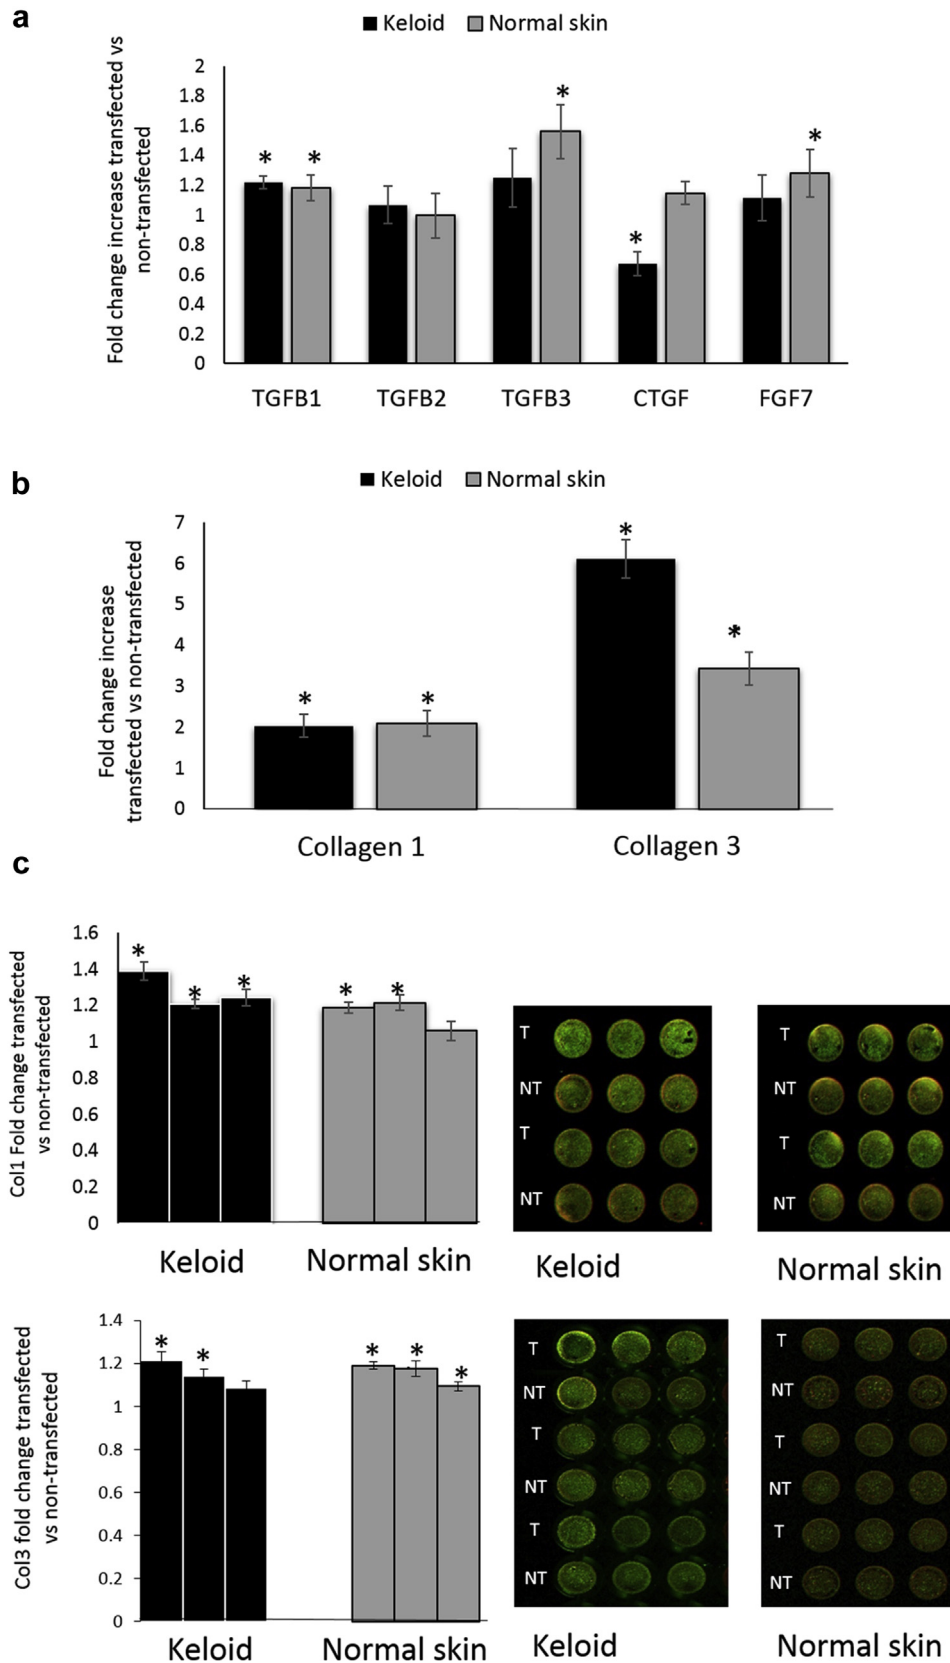 a
Keloid Normal skin
Fold change increase transfected vs
non-transfected
2
1.8
1.6
1.4
1.2
1
0.8
0.6
0.4
0.2
0
* * * * *
TGFB1 TGFB2 TGFB3 CTGF FGF7
b
Keloid Normal skin
Fold change increase
transfected vs non-transfected
7
6
5
4
3
2
1
0
* * * *
Collagen 1 Collagen 3
c
Col1 Fold change transfected
vs non-transfected
1.6
1.4
1.2
1
0.8
0.6
0.4
0.2
0
* * * * *
Keloid Normal skin
T
NT
T
NT
Keloid
T
NT
T
NT
Normal skin
Col3 fold change transfected
vs non-transfected
1.4
1.2
1
0.8
0.6
0.4
0.2
0
* * * * *
Keloid Normal skin
T
NT
T
NT
T
NT
Keloid
T
NT
T
NT
T
NT
Normal skin